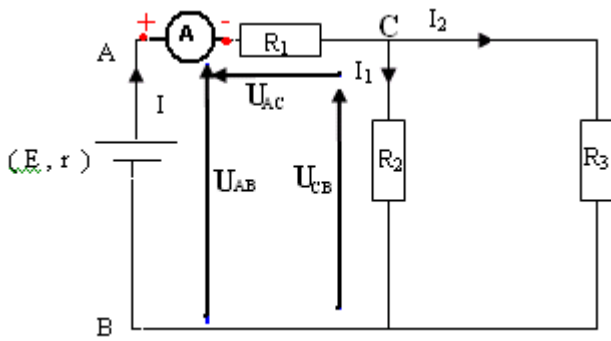 + A - R1 C I2
A
I UAC I1
( E , r ) UAB UCB R2 R3
B